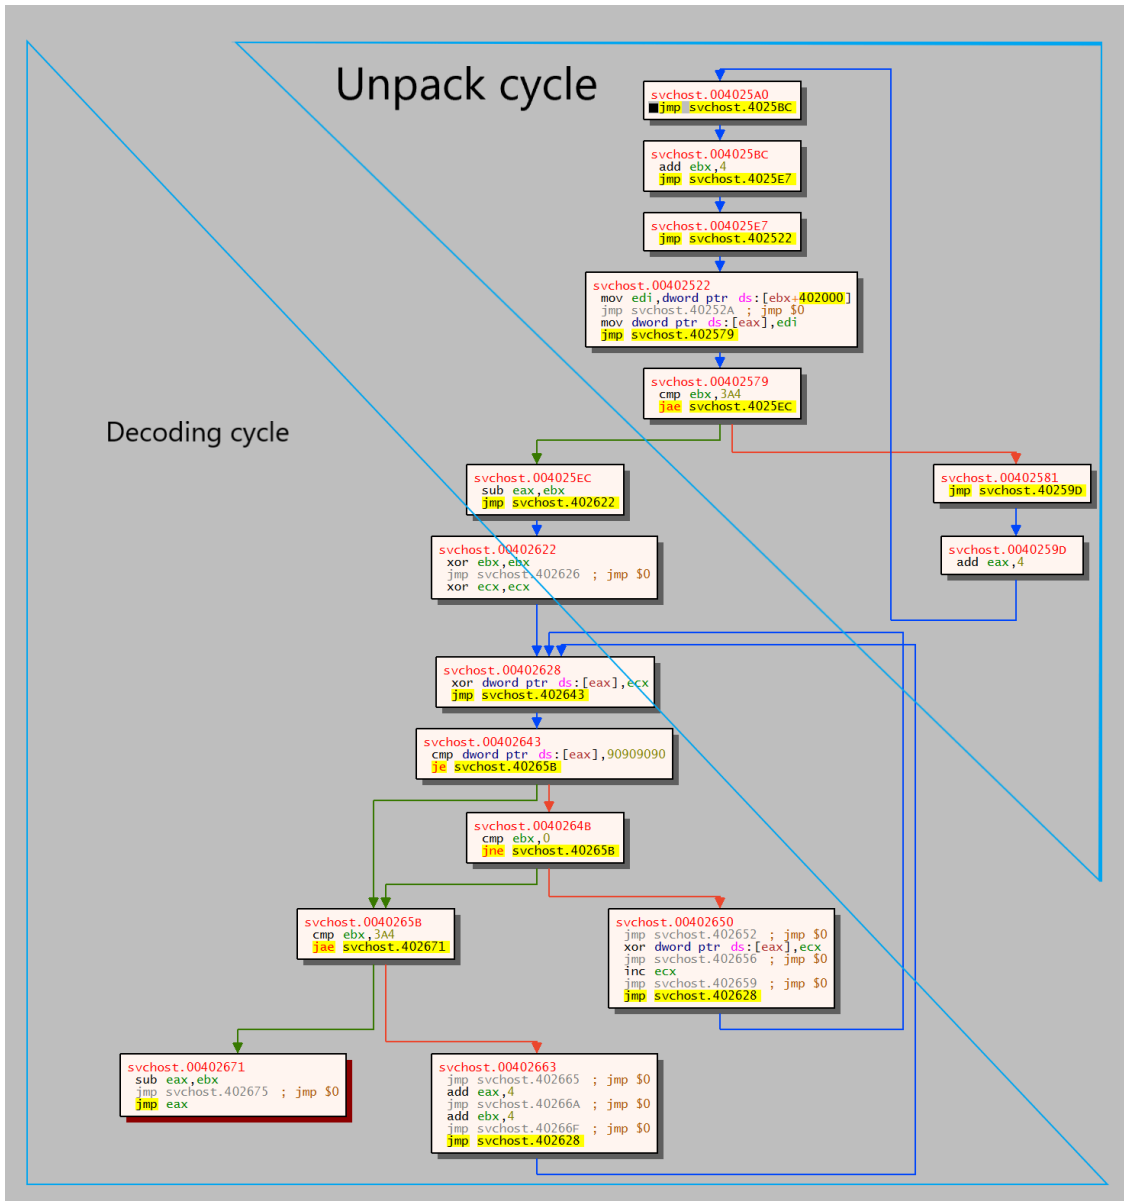 Unpack cycle
svchost.004025A0
jmp svchost.4025BC
svchost.004025BC
add ebx,4
jmp svchost.4025E7
svchost.004025E7
jmp svchost.402522
svchost.00402522
mov edi,dword ptr ds:[ebx+402000]
jmp svchost.40252A ; jmp $0
mov dword ptr ds:[eax],edi
jmp svchost.402579
svchost.00402579
cmp ebx,3A4
jae svchost.4025EC
Decoding cycle
svchost.004025EC
sub eax,ebx
jmp svchost.402622
svchost.00402581
jmp svchost.40259D
svchost.00402622
xor ebx,ebx
jmp svchost.402626 ; jmp $0
xor ecx,ecx
svchost.0040259D
add eax,4
svchost.00402628
xor dword ptr ds:[eax],ecx
jmp svchost.402643
svchost.00402643
cmp dword ptr ds:[eax],90909090
je svchost.40265B
svchost.0040264B
cmp ebx,0
jne svchost.40265B
svchost.0040265B
cmp ebx,3A4
jae svchost.402671
svchost.00402650
jmp svchost.402652 ; jmp $0
xor dword ptr ds:[eax],ecx
jmp svchost.402656 ; jmp $0
inc ecx
jmp svchost.402659 ; jmp $0
jmp svchost.402628
svchost.00402671
sub eax,ebx
jmp svchost.402675 ; jmp $0
jmp eax
svchost.00402663
jmp svchost.402665 ; jmp $0
add eax,4
jmp svchost.40266A ; jmp $0
add ebx,4
jmp svchost.40266F ; jmp $0
jmp svchost.402628